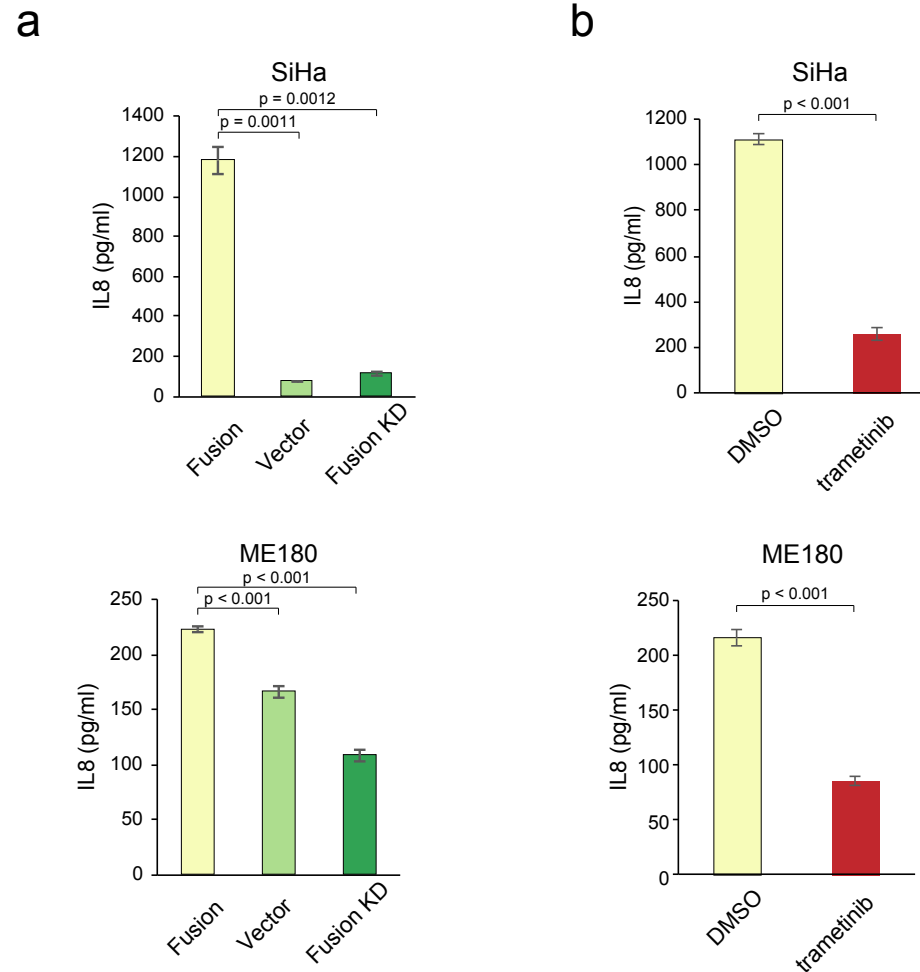 a
SiHa
p = 0.0012
p = 0.0011
1400
1200
1000
800
600
400
200
0
IL8 (pg/ml)
Fusion
Vector
Fusion KD
b
SiHa
p < 0.001
1200
1000
800
600
400
200
0
IL8 (pg/ml)
DMSO
trametinib
ME180
p < 0.001
p < 0.001
250
200
150
100
50
0
IL8 (pg/ml)
Fusion
Vector
Fusion KD
ME180
p < 0.001
250
200
150
100
50
0
IL8 (pg/ml)
DMSO
trametinib